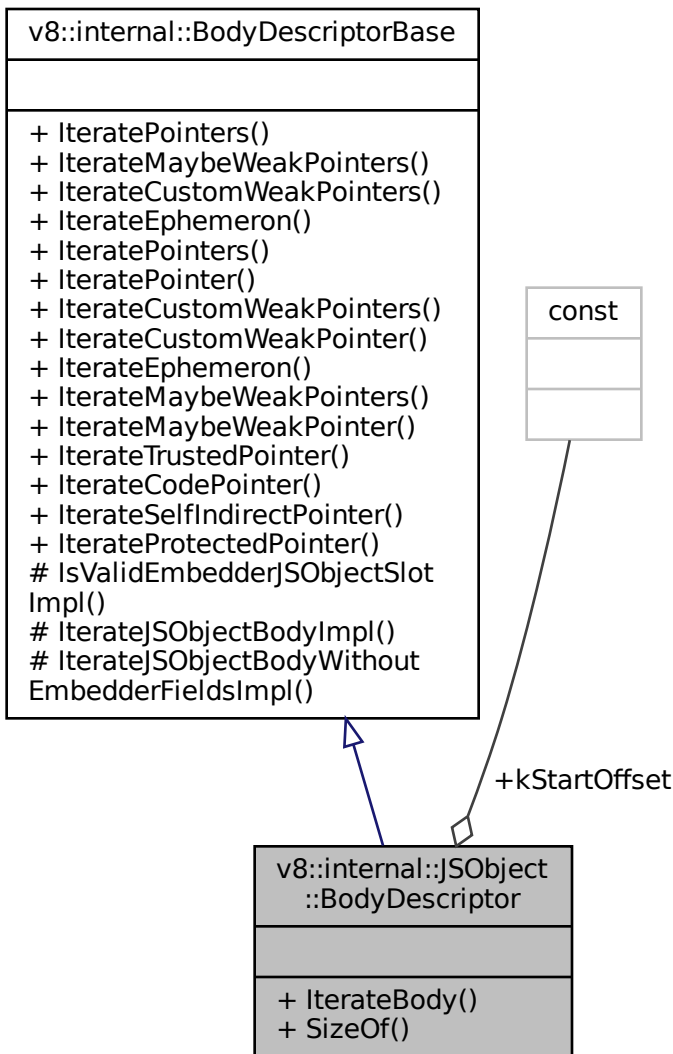 v8::internal::BodyDescriptorBase
+ IteratePointers()
+ IterateMaybeWeakPointers()
+ IterateCustomWeakPointers()
+ IterateEphemeron()
+ IteratePointers()
+ IteratePointer()
+ IterateCustomWeakPointers()
+ IterateCustomWeakPointer()
+ IterateEphemeron()
+ IterateMaybeWeakPointers()
+ IterateMaybeWeakPointer()
+ IterateTrustedPointer()
+ IterateCodePointer()
+ IterateSelfIndirectPointer()
+ IterateProtectedPointer()
# IsValidEmbedderJSObjectSlot
Impl()
# IterateJSObjectBodyImpl()
# IterateJSObjectBodyWithout
EmbedderFieldsImpl()
const
+kStartOffset
v8::internal::JSObject
::BodyDescriptor
+ IterateBody()
+ SizeOf()